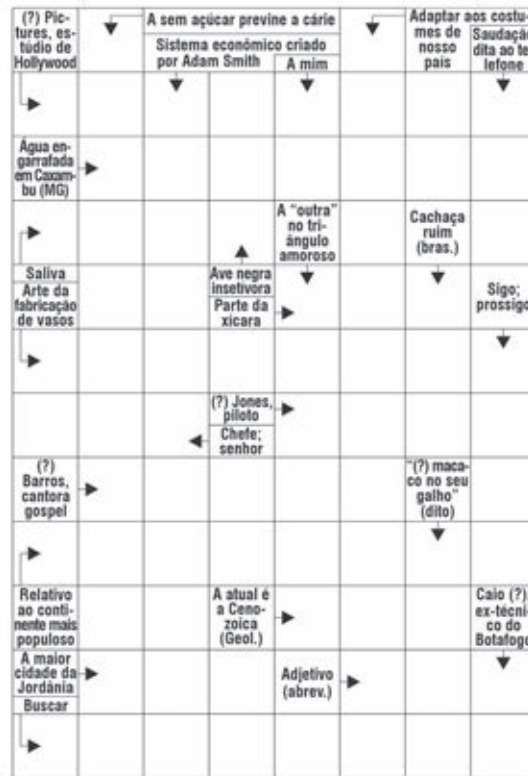 (?) Pic-
tures, es-
túdio de
Hollywood
A sem açúcar previne a cárie
Sistema econômico criado
por Adam Smith
A mim
Adaptar aos costu-
mes de
nosso
país
Saudação
dita ao te-
lefone
Água en-
garrafada
em Caxam-
bu (MG)
A "outra"
no tri-
ângulo
amoroso
Cachaça
ruim
(bras.)
Saliva
Arte da
fabricação
de vasos
Ave negra
insetívora
Parte da
xícara
Sigo;
prossigo
(?) Jones,
piloto
Chefe;
senhor
(?)
Barros,
cantora
gospel
"(?) maca-
co no seu
galho"
(dito)
Relativo
ao conti-
nente mais
populoso
A atual é
a Ceno-
zoica
(Geol.)
Caio (?),
ex-técni-
co do
Botafogo
A maior
cidade da
Jordânia
Buscar
Adjetivo
(abrev.)